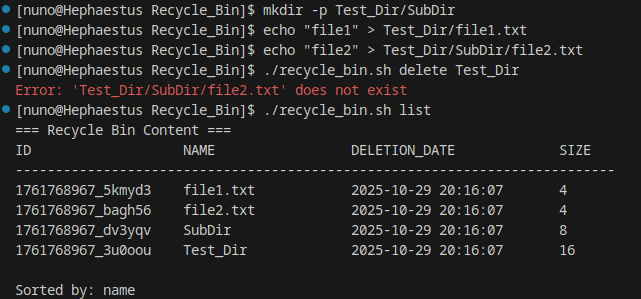 [nuno@Hephaestus Recycle_Bin]$ mkdir -p Test_Dir/SubDir
[nuno@Hephaestus Recycle_Bin]$ echo "file1" > Test_Dir/file1.txt
[nuno@Hephaestus Recycle_Bin]$ echo "file2" > Test_Dir/SubDir/file2.txt
[nuno@Hephaestus Recycle_Bin]$ ./recycle_bin.sh delete Test_Dir
Error: 'Test_Dir/SubDir/file2.txt' does not exist
[nuno@Hephaestus Recycle_Bin]$ ./recycle_bin.sh list
=== Recycle Bin Content ===
ID                   NAME                 DELETION_DATE             SIZE
---------------------------------------------------------------------------
1761768967_5kmyd3    file1.txt            2025-10-29 20:16:07       4
1761768967_bagh56    file2.txt            2025-10-29 20:16:07       4
1761768967_dv3yqv    SubDir               2025-10-29 20:16:07       8
1761768967_3u0oou    Test_Dir             2025-10-29 20:16:07       16
Sorted by: name